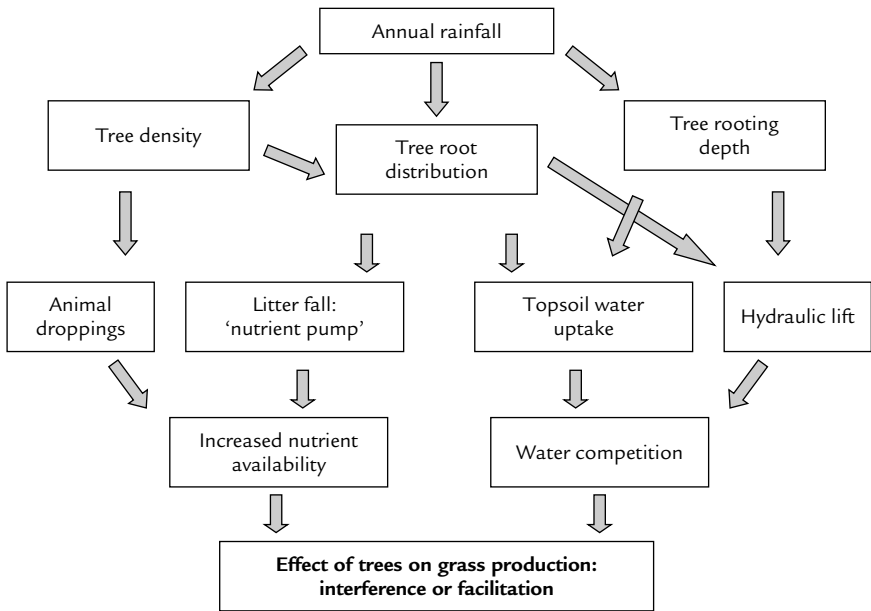 Annual rainfall
Tree density
Tree root
distribution
Tree rooting
depth
Animal
droppings
Litter fall:
‘nutrient pump’
Topsoil water
uptake
Hydraulic lift
Increased nutrient
availability
Water competition
Effect of trees on grass production:
interference or facilitation